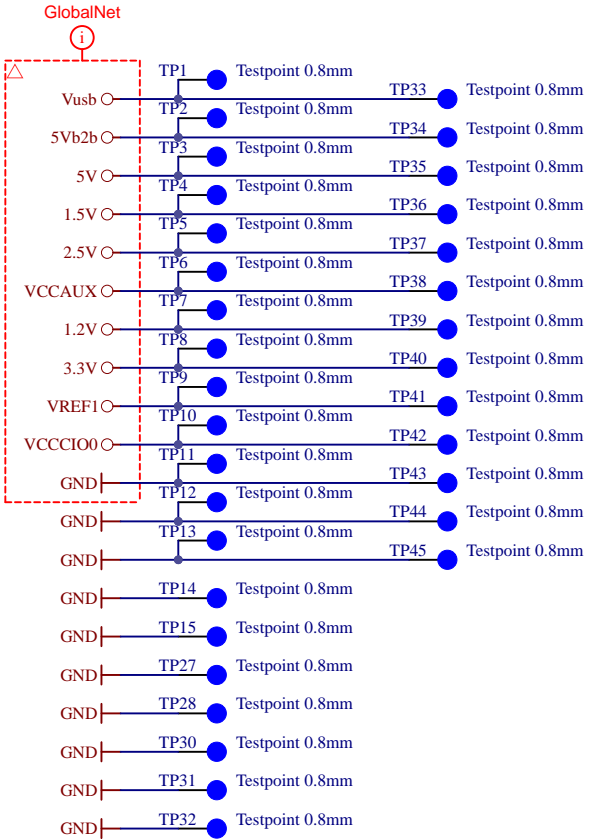 GlobalNet
i
TP1 Testpoint 0.8mm
Vusb TP33 Testpoint 0.8mm
TP2 Testpoint 0.8mm
5Vb2b TP34 Testpoint 0.8mm
TP3 Testpoint 0.8mm
5V TP35 Testpoint 0.8mm
TP4 Testpoint 0.8mm
1.5V TP36 Testpoint 0.8mm
TP5 Testpoint 0.8mm
2.5V TP37 Testpoint 0.8mm
TP6 Testpoint 0.8mm
VCCAUX TP38 Testpoint 0.8mm
TP7 Testpoint 0.8mm
1.2V TP39 Testpoint 0.8mm
TP8 Testpoint 0.8mm
3.3V TP40 Testpoint 0.8mm
TP9 Testpoint 0.8mm
VREF1 TP41 Testpoint 0.8mm
TP10 Testpoint 0.8mm
VCCCIO0 TP42 Testpoint 0.8mm
TP11 Testpoint 0.8mm
GND TP43 Testpoint 0.8mm
TP12 Testpoint 0.8mm
GND TP44 Testpoint 0.8mm
TP13 Testpoint 0.8mm
GND TP45 Testpoint 0.8mm
GND TP14 Testpoint 0.8mm
GND TP15 Testpoint 0.8mm
GND TP27 Testpoint 0.8mm
GND TP28 Testpoint 0.8mm
GND TP30 Testpoint 0.8mm
GND TP31 Testpoint 0.8mm
GND TP32 Testpoint 0.8mm